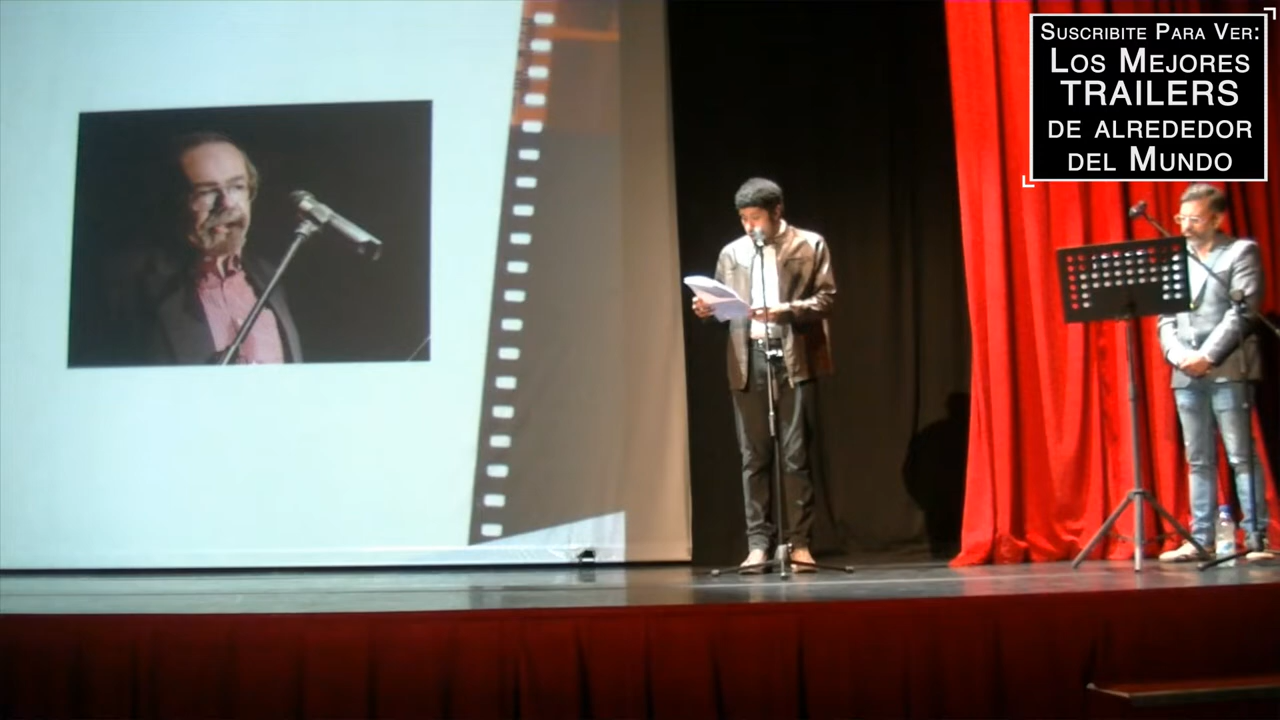 SUSCRIBITE PARA VER:
LOS MEJORES
TRAILERS
DE ALREDEDOR
DEL MUNDO